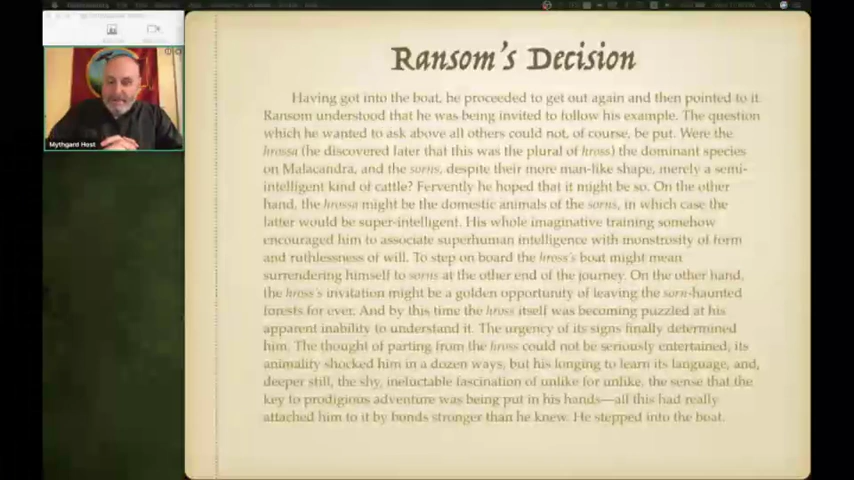 Mythgard Host
Ransom's Decision
Having got into the boat, he proceeded to get out again and then pointed to it.
Ransom understood that he was being invited to follow his example. The question
which he wanted to ask above all others could not, of course, be put. Were the
hrossa (he discovered later that this was the plural of hross) the dominant species
on Malacandra, and the sorns, despite their more man-like shape, merely a semi-
intelligent kind of cattle? Fervently he hoped that it might be so. On the other
hand, the hrossa might be the domestic animals of the sorns, in which case the
latter would be super-intelligent. His whole imaginative training somehow
encouraged him to associate superhuman intelligence with monstrosity of form
and ruthlessness of will. To step on board the hross's boat might mean
surrendering himself to sorns at the other end of the journey. On the other hand,
the hross's invitation might be a golden opportunity of leaving the sorn-haunted
forests for ever. And by this time the hross itself was becoming puzzled at his
apparent inability to understand it. The urgency of its signs finally determined
him. The thought of parting from the hross could not be seriously entertained, its
animality shocked him in a dozen ways, but his longing to learn its language, and,
deeper still, the shy, ineluctable fascination of unlike for unlike, the sense that the
key to prodigious adventure was being put in his hands—all this had really
attached him to it by bonds stronger than he knew. He stepped into the boat.